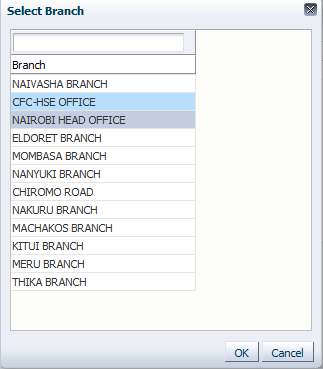 Select Branch
Branch
NAIVASHA BRANCH
CFC-HSE OFFICE
NAIROBI HEAD OFFICE
ELDORET BRANCH
MOMBASA BRANCH
NANYUKI BRANCH
CHIROMO ROAD
NAKURU BRANCH
MACHAKOS BRANCH
KITUI BRANCH
MERU BRANCH
THIKA BRANCH
OK Cancel